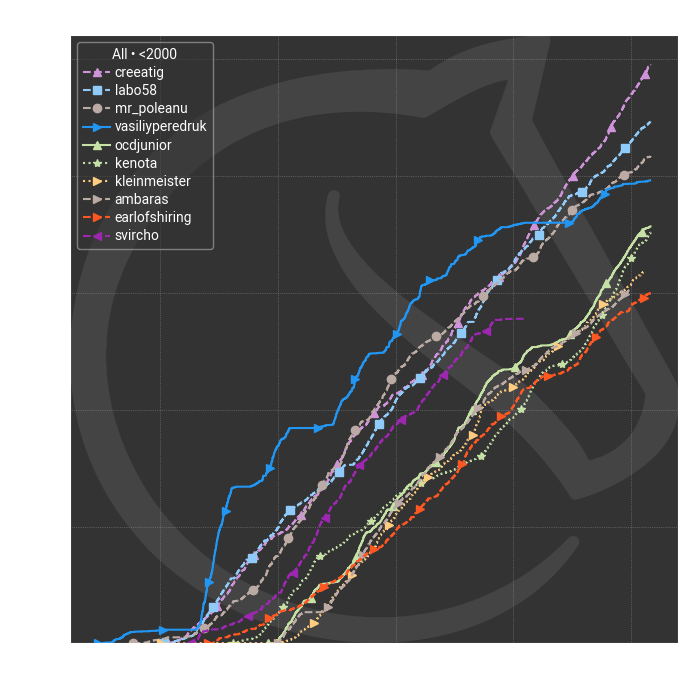 All • <2000
creeatig
labo58
mr_poleanu
vasiliyperedruk
ocdjunior
kenota
kleinmeister
ambaras
earlofshiring
svircho